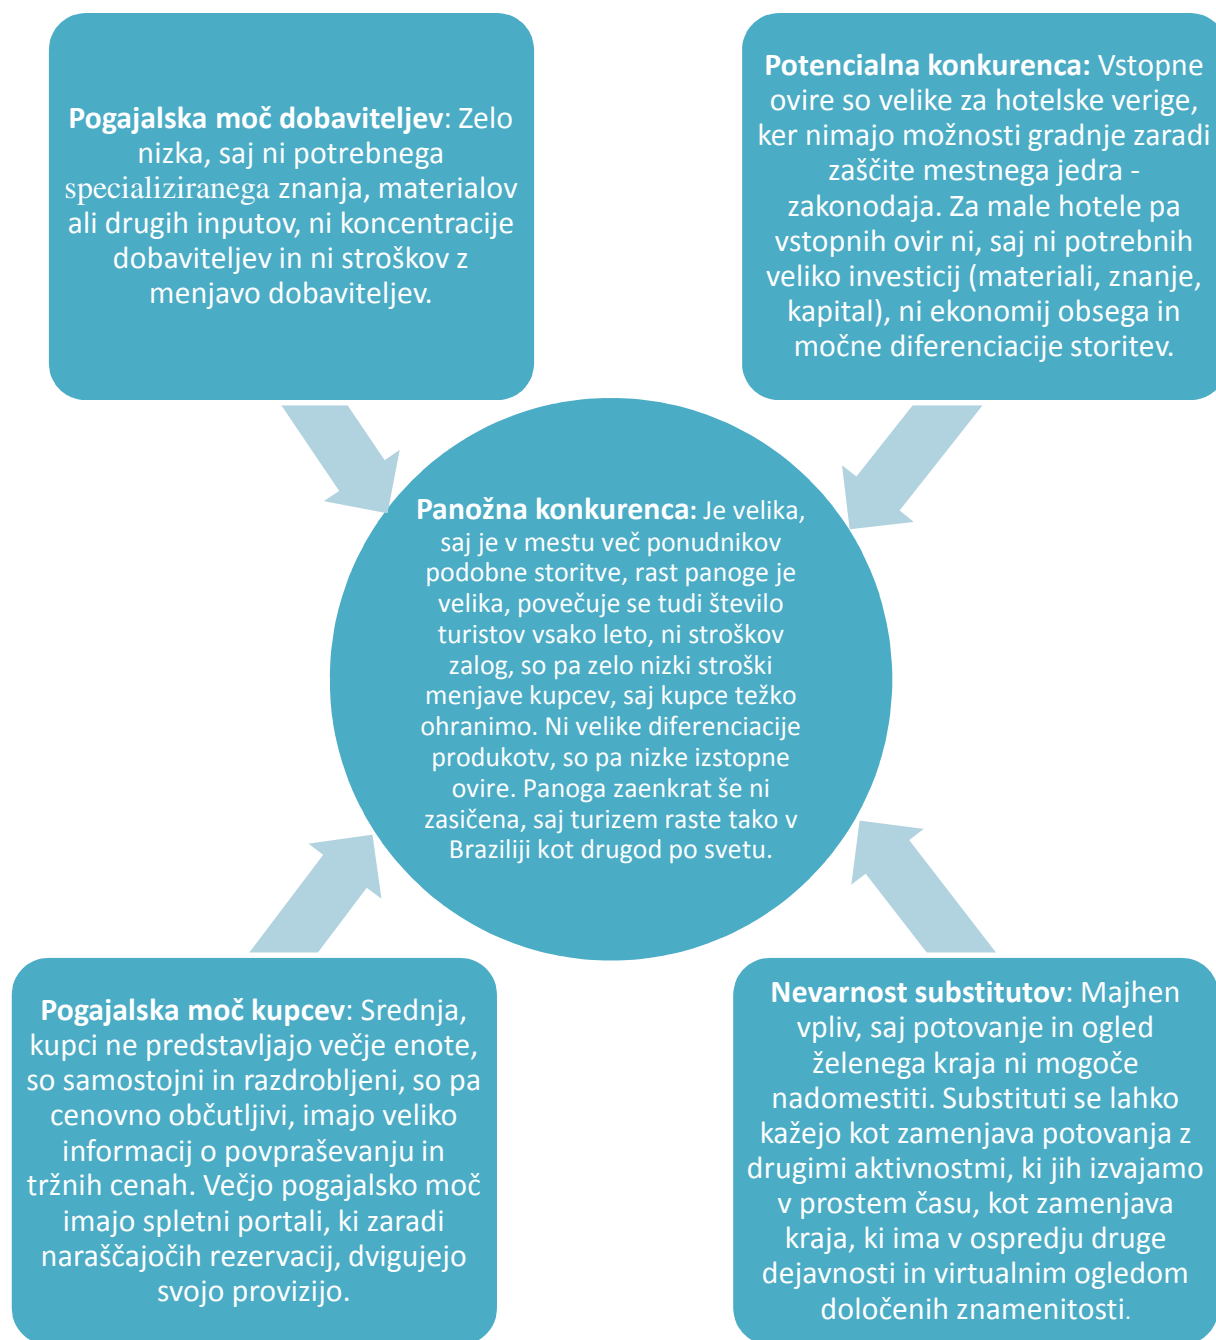 Pogajalska moč dobaviteljev: Zelo
nizka, saj ni potrebnega
specializiranega znanja, materialov
ali drugih inputov, ni koncentracije
dobaviteljev in ni stroškov z
menjavo dobaviteljev.
Potencialna konkurenca: Vstopne
ovire so velike za hotelske verige,
ker nimajo možnosti gradnje zaradi
zaščite mestnega jedra -
zakonodaja. Za male hotele pa
vstopnih ovir ni, saj ni potrebnih
veliko investicij (materiali, znanje,
kapital), ni ekonomij obsega in
močne diferenciacije storitev.
Panožna konkurenca: Je velika,
saj je v mestu več ponudnikov
podobne storitve, rast panoge je
velika, povečuje se tudi število
turistov vsako leto, ni stroškov
zalog, so pa zelo nizki stroški
menjave kupcev, saj kupce težko
ohranimo. Ni velike diferenciacije
produkotv, so pa nizke izstopne
ovire. Panoga zaenkrat še ni
zasičena, saj turizem raste tako v
Braziliji kot drugod po svetu.
Pogajalska moč kupcev: Srednja,
kupci ne predstavljajo večje enote,
so samostojni in razdrobljeni, so pa
cenovno občutljivi, imajo veliko
informacij o povpraševanju in
tržnih cenah. Večjo pogajalsko moč
imajo spletni portali, ki zaradi
naraščajočih rezervacij, dvigujejo
svojo provizijo.
Nevarnost substitutov: Majhen
vpliv, saj potovanje in ogled
želenega kraja ni mogoče
nadomestiti. Substituti se lahko
kažejo kot zamenjava potovanja z
drugimi aktivnostmi, ki jih izvajamo
v prostem času, kot zamenjava
kraja, ki ima v ospredju druge
dejavnosti in virtualnim ogledom
določenih znamenitosti.